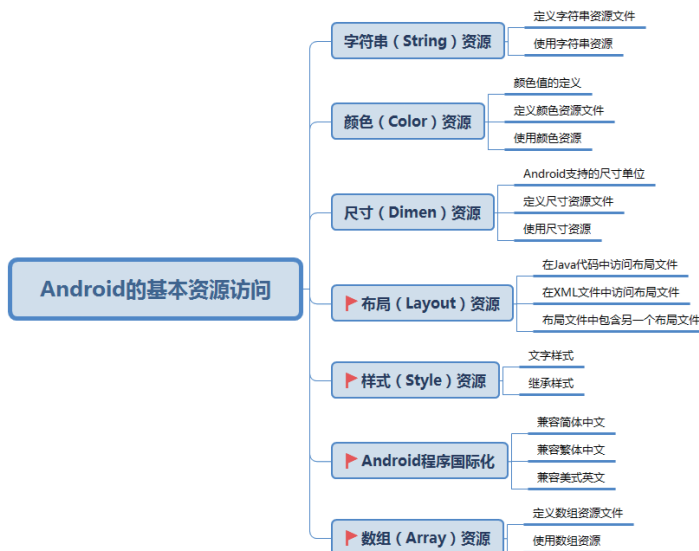 Android的基本资源访问
字符串（String）资源
定义字符串资源文件
使用字符串资源
颜色（Color）资源
颜色值的定义
定义颜色资源文件
使用颜色资源
尺寸（Dimen）资源
Android支持的尺寸单位
定义尺寸资源文件
使用尺寸资源
布局（Layout）资源
在Java代码中访问布局文件
在XML文件中访问布局文件
布局文件中包含另一个布局文件
样式（Style）资源
文字样式
继承样式
Android程序国际化
兼容简体中文
兼容繁体中文
兼容美式英文
数组（Array）资源
定义数组资源文件
使用数组资源